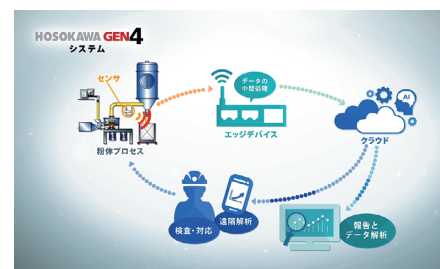 HOSOKAWA GEN4
システム
センサ
粉体プロセス
データの
中間処理
エッジデバイス
AI
クラウド
検査・対応
遠隔解析
報告と
データ解析